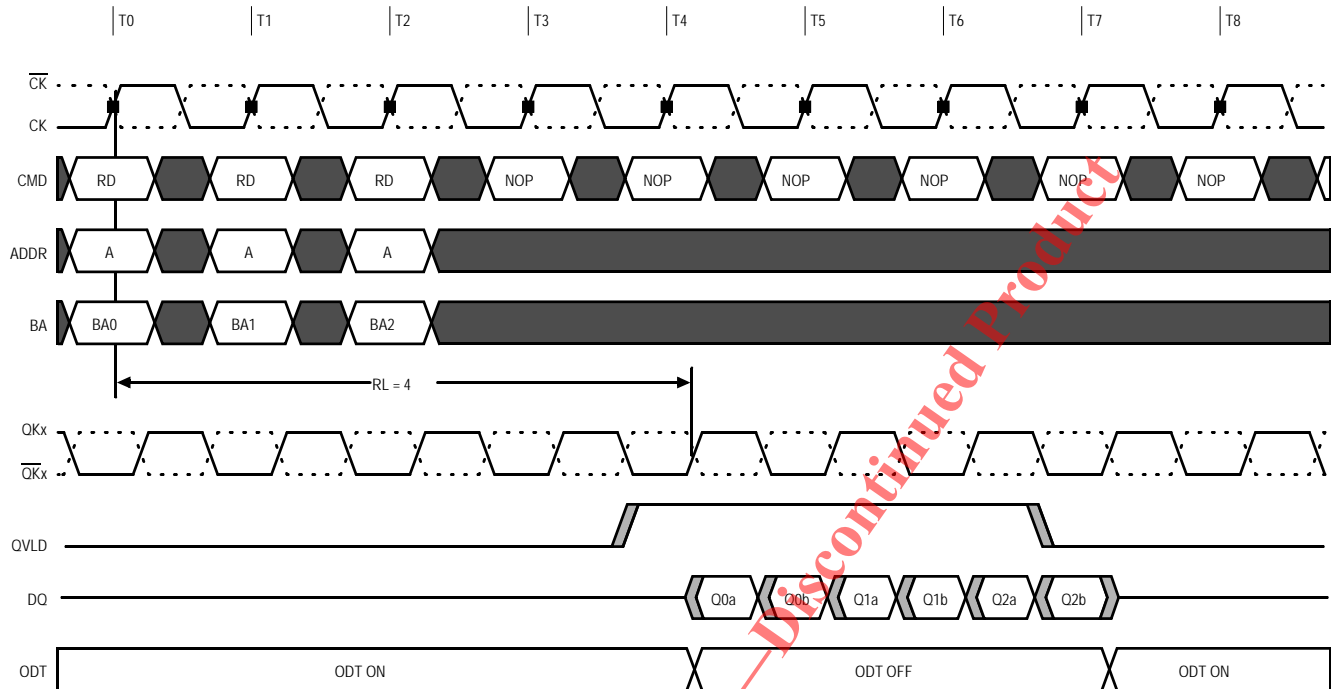 T0 T1 T2 T3 T4 T5 T6 T7 T8
C̅K̅
CK
CMD RD RD RD NOP NOP NOP NOP NOP NOP
ADDR A A A
BA BA0 BA1 BA2
RL = 4
QKx
Q̅K̅x
QVLD
DQ Q0a Q0b Q1a Q1b Q2a Q2b
ODT ODT ON ODT OFF ODT ON
—Discontinued Product